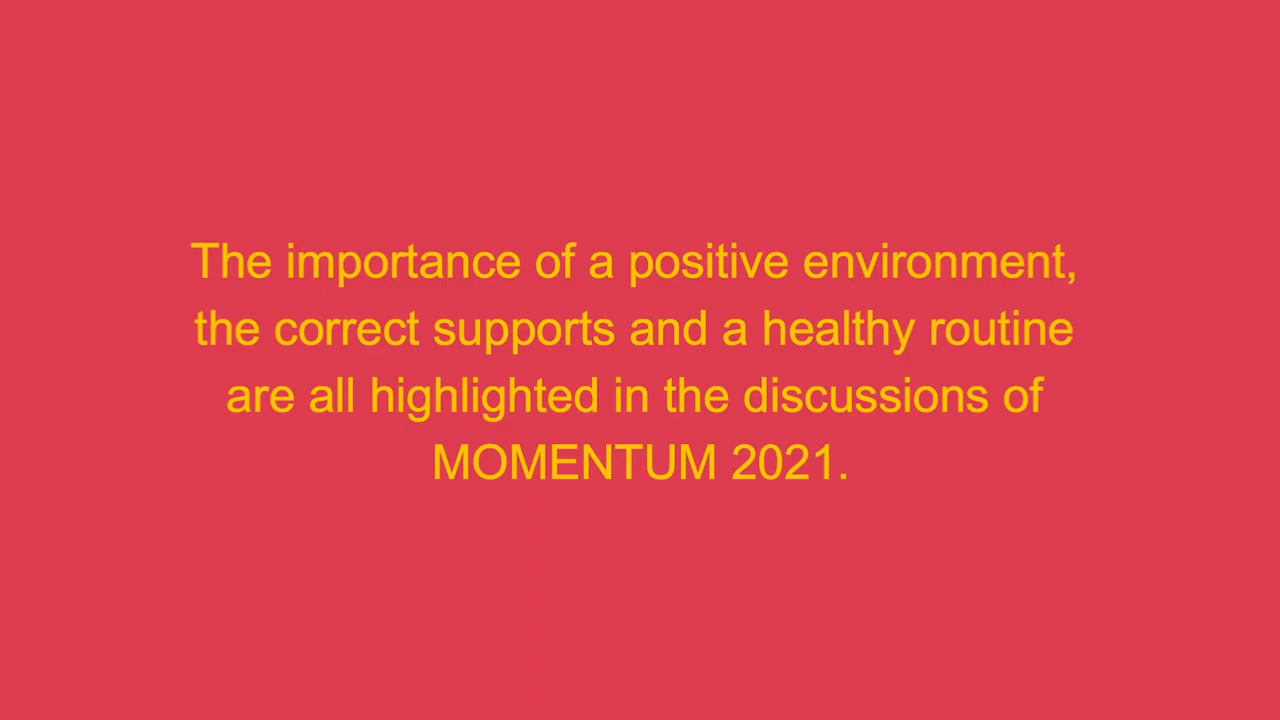 The importance of a positive environment,
the correct supports and a healthy routine
are all highlighted in the discussions of
MOMENTUM 2021.